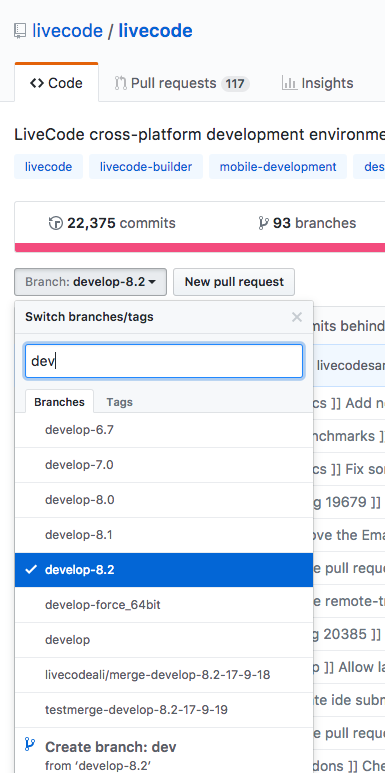 livecode / livecode
Code Pull requests 117 Insights
LiveCode cross-platform development environme
livecode livecode-builder mobile-development des
22,375 commits 93 branches
Branch: develop-8.2 New pull request
Switch branches/tags
mits behind
dev
livecodesar
Branches Tags
cs ]] Add n
develop-6.7
nchmarks ]
develop-7.0
cs ]] Fix so
develop-8.0
g 19679 ]]
develop-8.1
ove the Ema
develop-8.2
e pull reque
develop-force_64bit
e remote-tr
develop
g 20385 ]]
livecodeali/merge-develop-8.2-17-9-18
p ]] Allow la
testmerge-develop-8.2-17-9-19
te ide subm
Create branch: dev
e pull reque
from ‘develop-8.2’
dons ]] Che